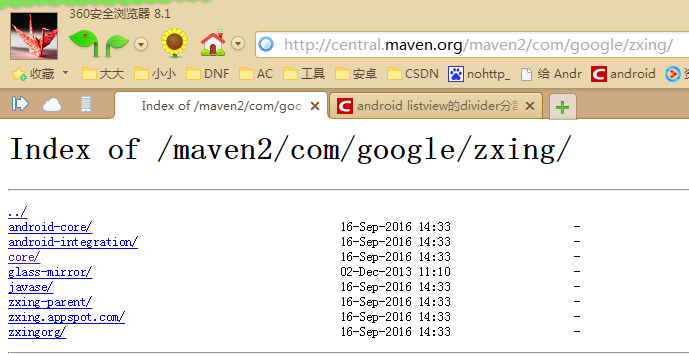 360安全浏览器 8.1
http://central.maven.org/maven2/com/google/zxing/
收藏 大大 小小 DNF AC 工具 安卓 CSDN nohttp_ 给 Andr android
Index of /maven2/com/goo android listview的divider分割
Index of /maven2/com/google/zxing/
../
android-core/ 16-Sep-2016 14:33 -
android-integration/ 16-Sep-2016 14:33 -
core/ 16-Sep-2016 14:33 -
glass-mirror/ 02-Dec-2013 11:10 -
javase/ 16-Sep-2016 14:33 -
zxing-parent/ 16-Sep-2016 14:33 -
zxing.appspot.com/ 16-Sep-2016 14:33 -
zxingorg/ 16-Sep-2016 14:33 -